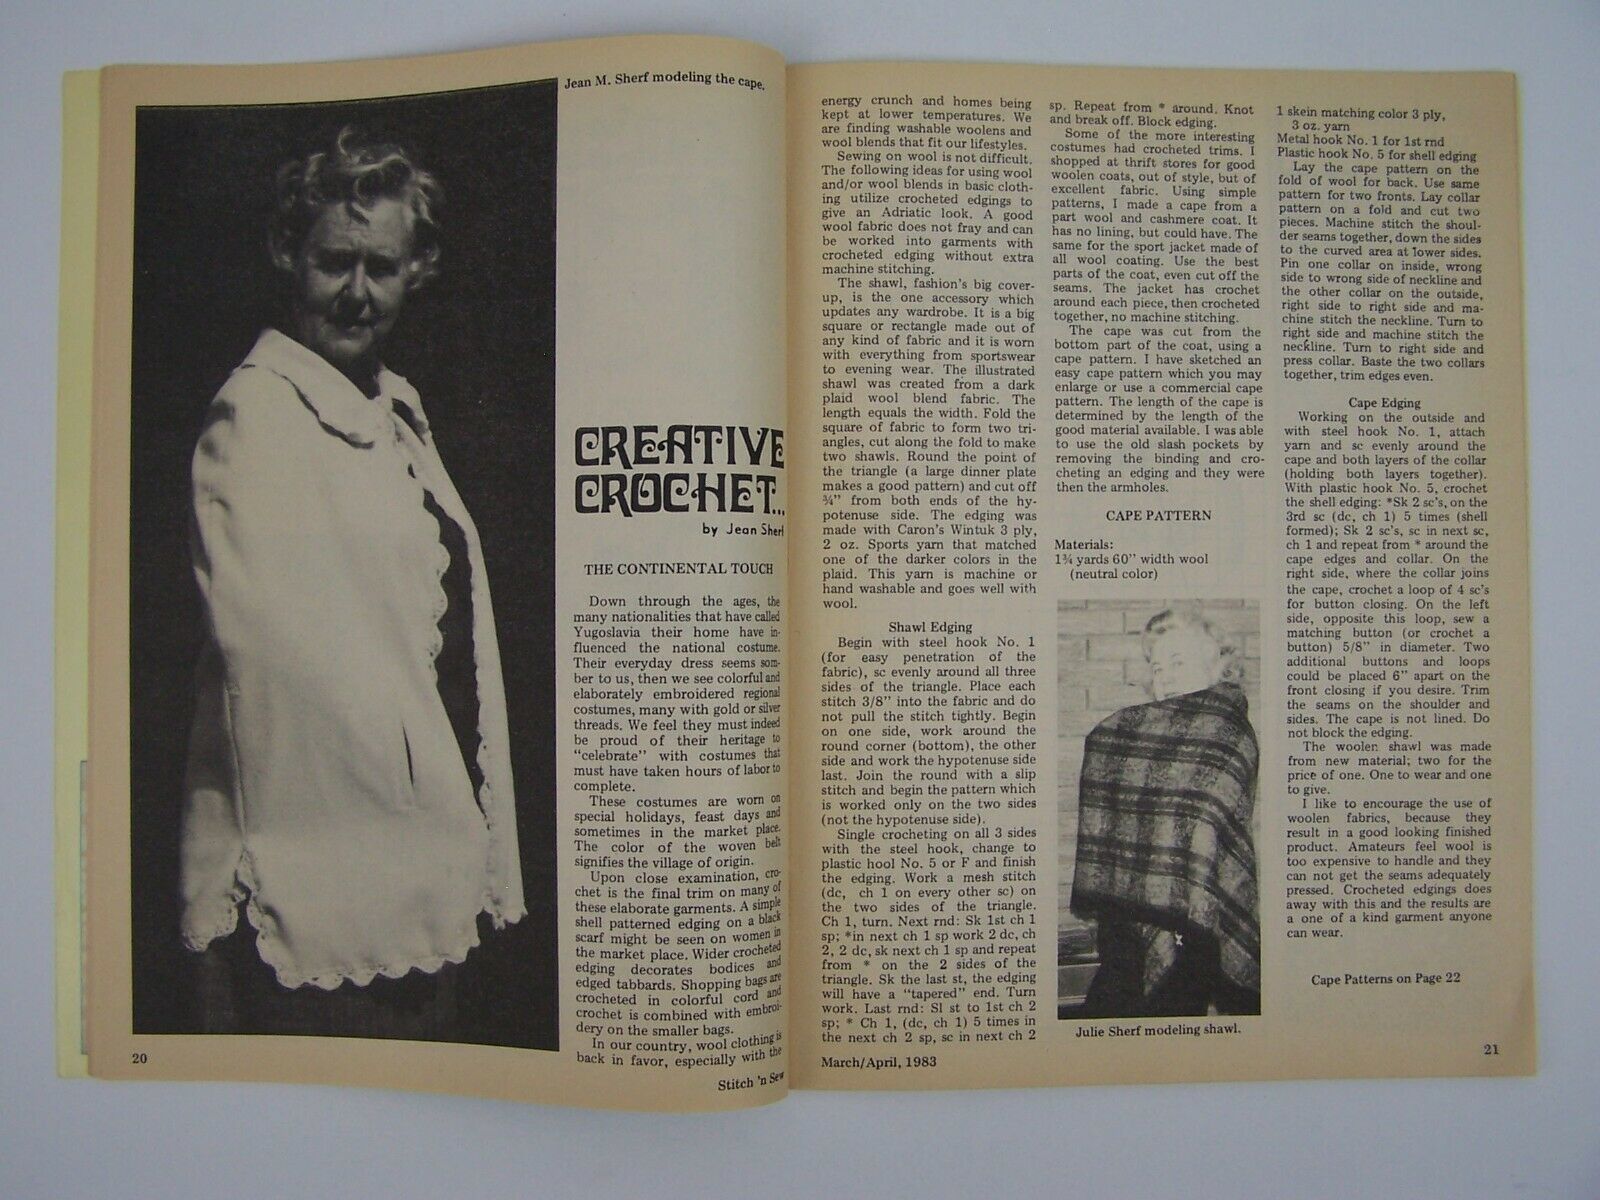 Jean M. Sherf modeling the cape.
CREATIVE
CROCHET...
by Jean Sherf
THE CONTINENTAL TOUCH
Down through the ages, the
many nationalities that have called
Yugoslavia their home have in-
fluenced the national costume.
Their everyday dress seems som-
ber to us, then we see colorful and
elaborately embroidered regional
costumes, many with gold or silver
threads. We feel they must indeed
be proud of their heritage to
"celebrate" with costumes that
must have taken hours of labor to
complete.
These costumes are worn on
special holidays, feast days and
sometimes in the market place.
The color of the woven belt
signifies the village of origin.
Upon close examination, cro-
chet is the final trim on many of
these elaborate garments. A simple
shell patterned edging on a black
scarf might be seen on women in
the market place. Wider crocheted
edging decorates bodices and
edged tabbards. Shopping bags are
crocheted in colorful cord and
crochet is combined with embroi-
dery on the smaller bags.
In our country, wool clothing is
back in favor, especially with the
20
Stitch 'n Sew
energy crunch and homes being
kept at lower temperatures. We
are finding washable woolens and
wool blends that fit our lifestyles.
Sewing on wool is not difficult.
The following ideas for using wool
and/or wool blends in basic cloth-
ing utilize crocheted edgings to
give an Adriatic look. A good
wool fabric does not fray and can
be worked into garments with
crocheted edging without extra
machine stitching.
The shawl, fashion's big cover-
up, is the one accessory which
updates any wardrobe. It is a big
square or rectangle made out of
any kind of fabric and it is worn
with everything from sportswear
to evening wear. The illustrated
shawl was created from a dark
plaid wool blend fabric. The
length equals the width. Fold the
square of fabric to form two tri-
angles, cut along the fold to make
two shawls. Round the point of
the triangle (a large dinner plate
makes a good pattern) and cut off
¾" from both ends of the hy-
potenuse side. The edging was
made with Caron's Wintuk 3 ply,
2 oz. Sports yarn that matched
one of the darker colors in the
plaid. This yarn is machine or
hand washable and goes well with
wool.
Shawl Edging
Begin with steel hook No. 1
(for easy penetration of the
fabric), sc evenly around all three
sides of the triangle. Place each
stitch 3/8" into the fabric and do
not pull the stitch tightly. Begin
on one side, work around the
round corner (bottom), the other
side and work the hypotenuse side
last. Join the round with a slip
stitch and begin the pattern which
is worked only on the two sides
(not the hypotenuse side).
Single crocheting on all 3 sides
with the steel hook, change to
plastic hool No. 5 or F and finish
the edging. Work a mesh stitch
(dc, ch 1 on every other sc) on
the two sides of the triangle.
Ch 1, turn. Next rnd: Sk 1st ch 1
sp; *in next ch 1 sp work 2 dc, ch
2, 2 dc, sk next ch 1 sp and repeat
from * on the 2 sides of the
triangle. Sk the last st, the edging
will have a "tapered" end. Turn
work. Last rnd: Sl st to 1st ch 2
sp; * Ch 1, (dc, ch 1) 5 times in
the next ch 2 sp, sc in next ch 2
March/April, 1983
sp. Repeat from * around. Knot
and break off. Block edging.
Some of the more interesting
costumes had crocheted trims. I
shopped at thrift stores for good
woolen coats, out of style, but of
excellent fabric. Using simple
patterns, I made a cape from a
part wool and cashmere coat. It
has no lining, but could have. The
same for the sport jacket made of
all wool coating. Use the best
parts of the coat, even cut off the
seams. The jacket has crochet
around each piece, then crocheted
together, no machine stitching.
The cape was cut from the
bottom part of the coat, using a
cape pattern. I have sketched an
easy cape pattern which you may
enlarge or use a commercial cape
pattern. The length of the cape is
determined by the length of the
good material available. I was able
to use the old slash pockets by
removing the binding and cro-
cheting an edging and they were
then the armholes.
CAPE PATTERN
Materials:
1¾ yards 60" width wool
(neutral color)
Julie Sherf modeling shawl.
1 skein matching color 3 ply,
3 oz. yarn
Metal hook No. 1 for 1st rnd
Plastic hook No. 5 for shell edging
Lay the cape pattern on the
fold of wool for back. Use same
pattern for two fronts. Lay collar
pattern on a fold and cut two
pieces. Machine stitch the shoul-
der seams together, down the sides
to the curved area at lower sides.
Pin one collar on inside, wrong
side to wrong side of neckline and
the other collar on the outside,
right side to right side and ma-
chine stitch the neckline. Turn to
right side and machine stitch the
neckline. Turn to right side and
press collar. Baste the two collars
together, trim edges even.
Cape Edging
Working on the outside and
with steel hook No. 1, attach
yarn and sc evenly around the
cape and both layers of the collar
(holding both layers together).
With plastic hook No. 5, crochet
the shell edging: *Sk 2 sc's, on the
3rd sc (dc, ch 1) 5 times (shell
formed); Sk 2 sc's, sc in next sc,
ch 1 and repeat from * around the
cape edges and collar. On the
right side, where the collar joins
the cape, crochet a loop of 4 sc's
for button closing. On the left
side, opposite this loop, sew a
matching button (or crochet a
button) 5/8" in diameter. Two
additional buttons and loops
could be placed 6" apart on the
front closing if you desire. Trim
the seams on the shoulder and
sides. The cape is not lined. Do
not block the edging.
The woolen shawl was made
from new material; two for the
price of one. One to wear and one
to give.
I like to encourage the use of
woolen fabrics, because they
result in a good looking finished
product. Amateurs feel wool is
too expensive to handle and they
can not get the seams adequately
pressed. Crocheted edgings does
away with this and the results are
a one of a kind garment anyone
can wear.
Cape Patterns on Page 22
21